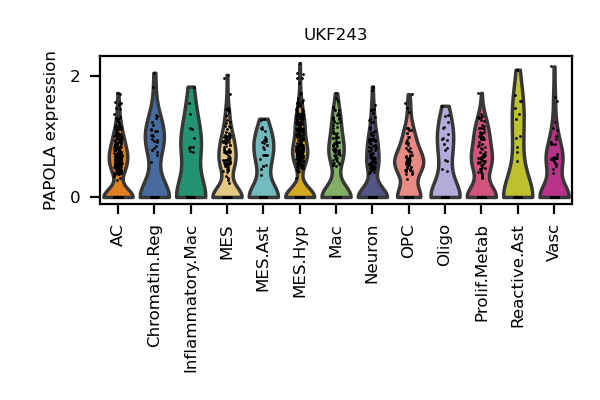 UKF243
PAPOLA expression
2
0
AC
Chromatin.Reg
Inflammatory.Mac
MES
MES.Ast
MES.Hyp
Mac
Neuron
OPC
Oligo
Prolif.Metab
Reactive.Ast
Vasc